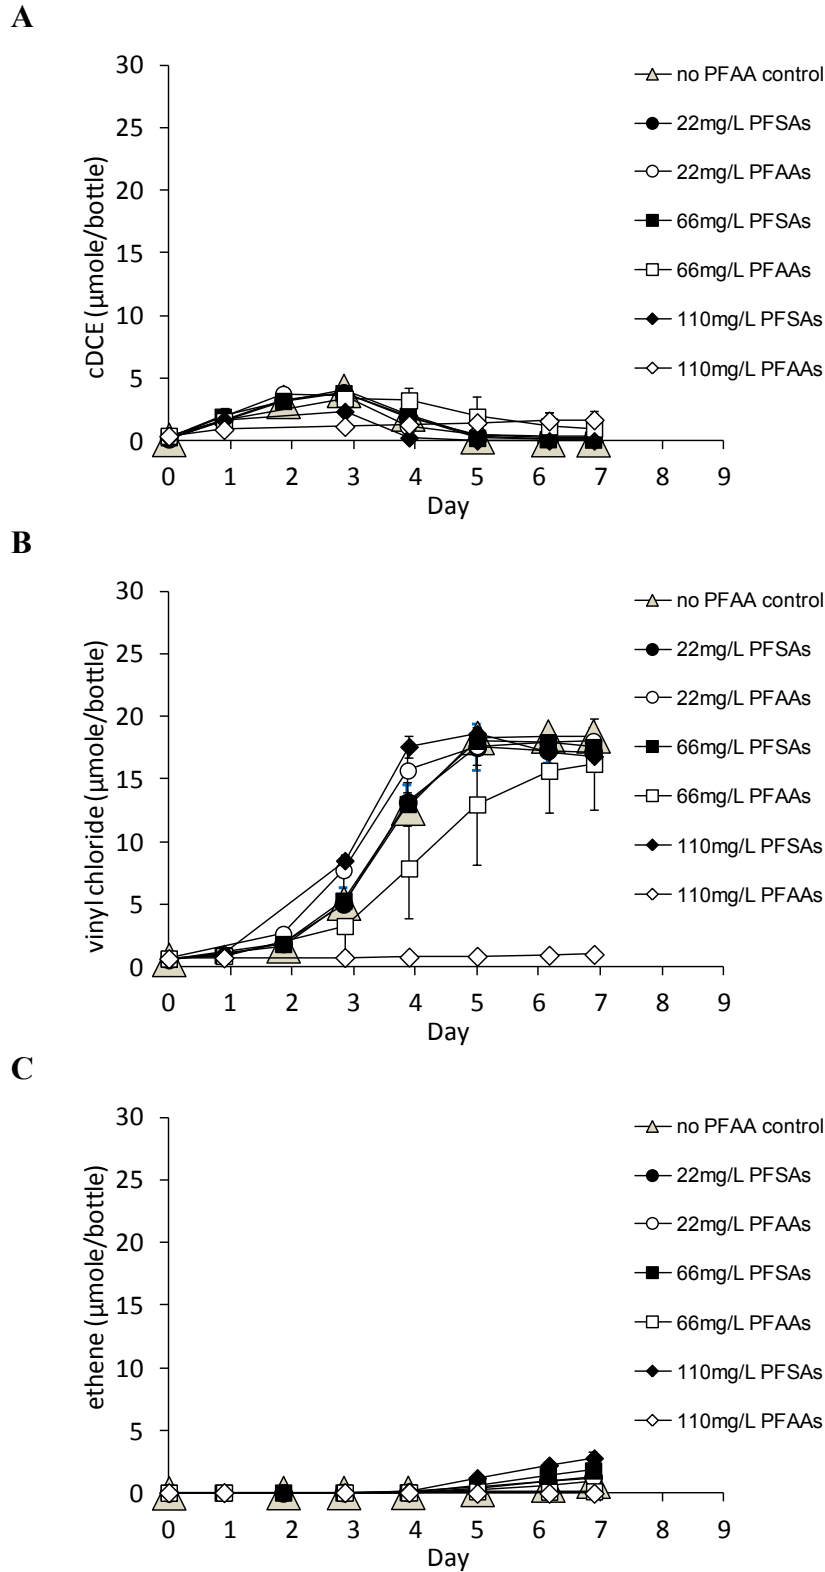 A
cDCE (µmole/bottle)
30
25
20
15
10
5
0
0 1 2 3 4 5 6 7 8 9
Day
no PFAA control
22mg/L PFSAs
22mg/L PFAAs
66mg/L PFSAs
66mg/L PFAAs
110mg/L PFSAs
110mg/L PFAAs
B
vinyl chloride (µmole/bottle)
30
25
20
15
10
5
0
0 1 2 3 4 5 6 7 8 9
Day
no PFAA control
22mg/L PFSAs
22mg/L PFAAs
66mg/L PFSAs
66mg/L PFAAs
110mg/L PFSAs
110mg/L PFAAs
C
ethene (µmole/bottle)
30
25
20
15
10
5
0
0 1 2 3 4 5 6 7 8 9
Day
no PFAA control
22mg/L PFSAs
22mg/L PFAAs
66mg/L PFSAs
66mg/L PFAAs
110mg/L PFSAs
110mg/L PFAAs